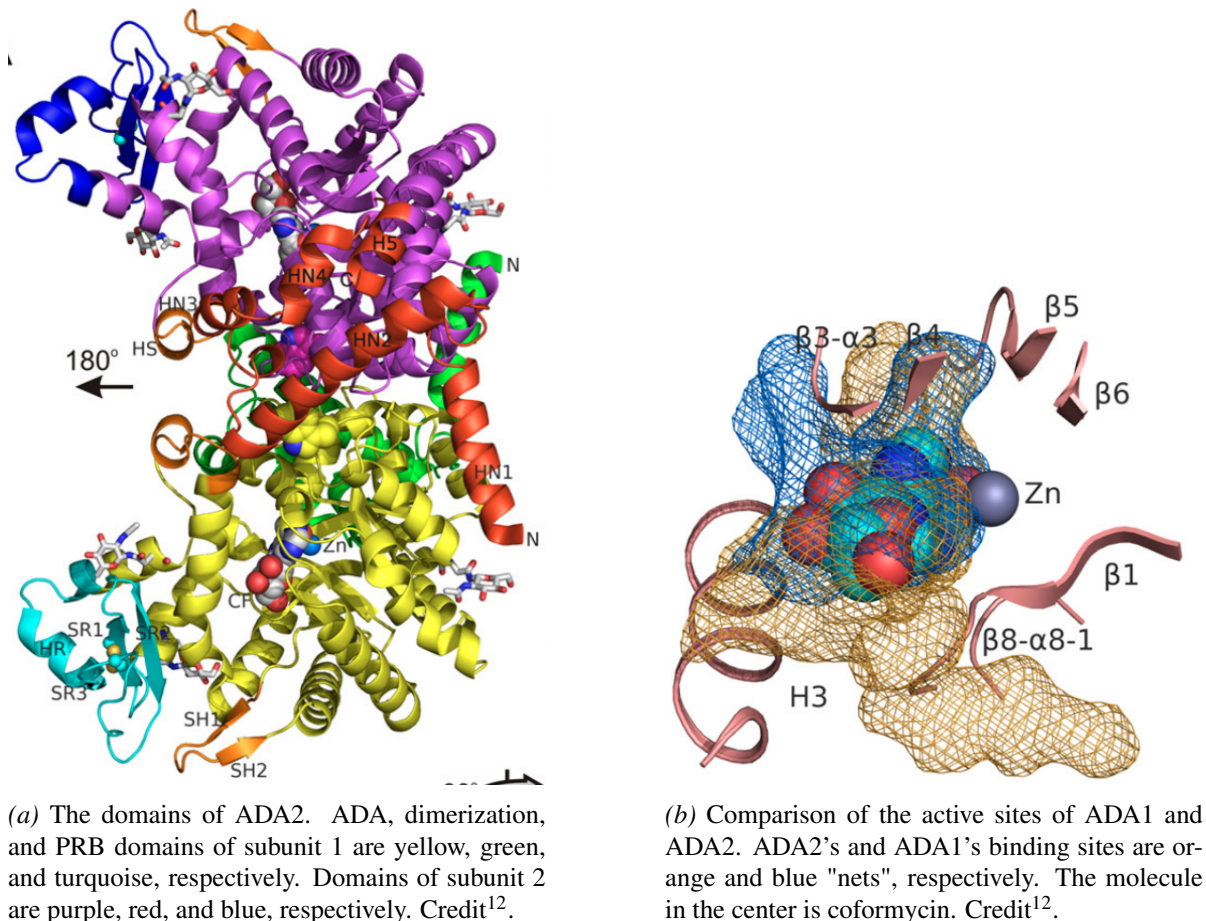 H5
N
HN4
C
HN3
HS
HN2
180°
HN1
N
Zn
CF
SR1
SR2
HR
SR3
SH1
SH2
β3-α3
β4
β5
β6
Zn
β1
β8-α8-1
H3
(a) The domains of ADA2. ADA, dimerization,
and PRB domains of subunit 1 are yellow, green,
and turquoise, respectively. Domains of subunit 2
are purple, red, and blue, respectively. Credit¹².
(b) Comparison of the active sites of ADA1 and
ADA2. ADA2's and ADA1's binding sites are or-
ange and blue "nets", respectively. The molecule
in the center is coformycin. Credit¹².